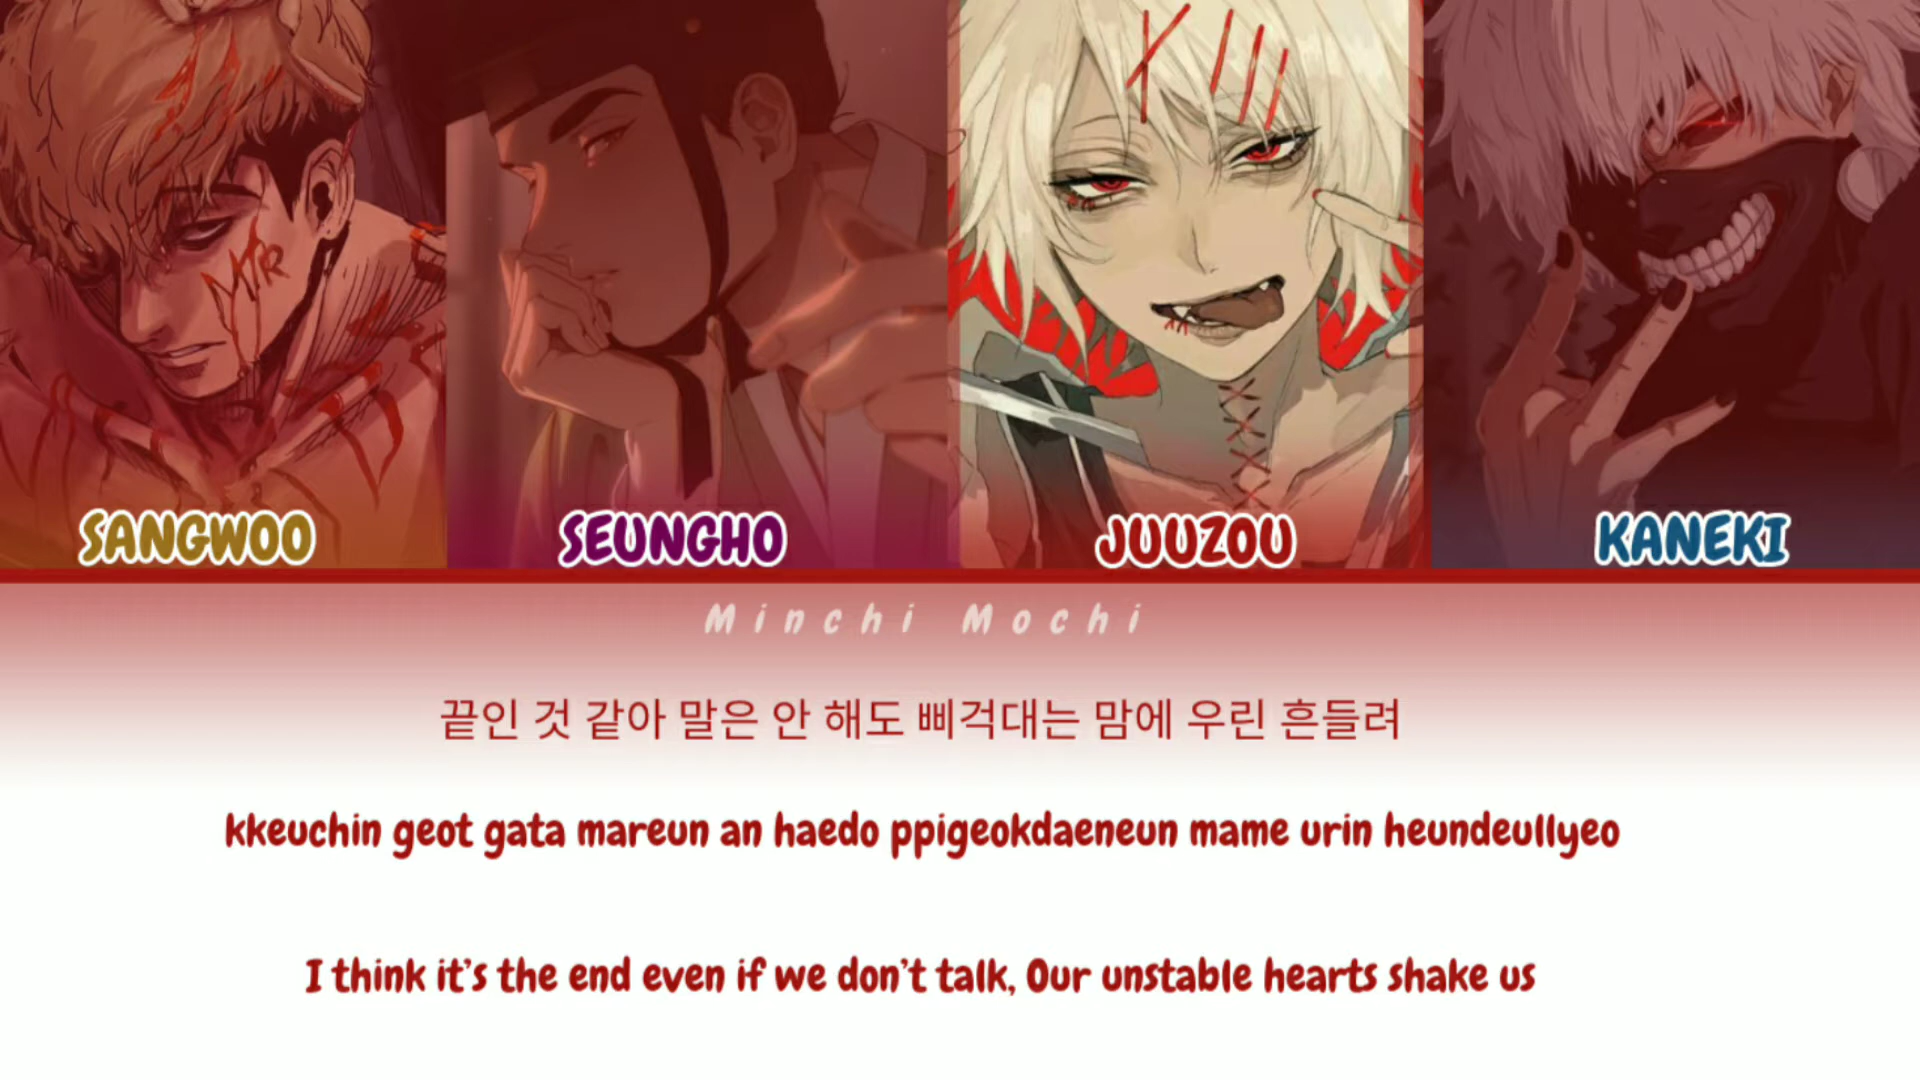 MTR
KILL
SANGWOO SEUNGHO JUUZOU KANEKI
Minchi Mochi
끝인 것 같아 말은 안 해도 삐걱대는 맘에 우린 흔들려
kkeuchin geot gata mareun an haedo ppigeokdaeneun mame urin heundeullyeo
I think it's the end even if we don't talk, Our unstable hearts shake us